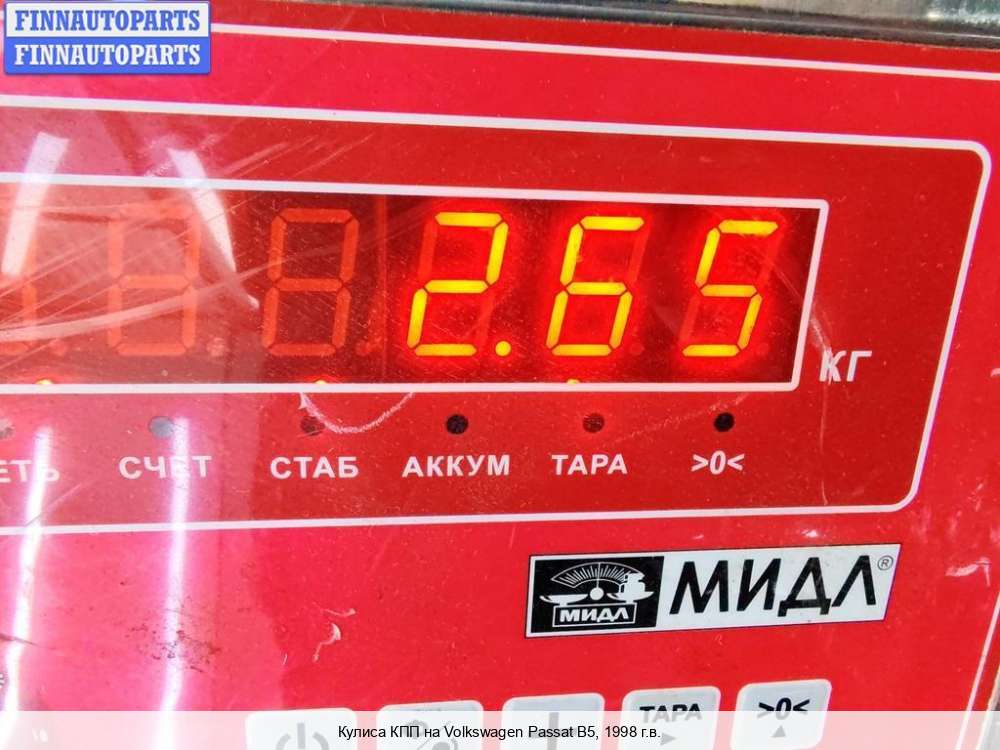 FINNAUTOPARTS
FINNAUTOPARTS
2.65
КГ
СЧЕТ СТАБ АККУМ ТАРА >0<
МИДЛ МИДЛ®
ТАРА >0<
Кулиса КПП на Volkswagen Passat B5, 1998 г.в.